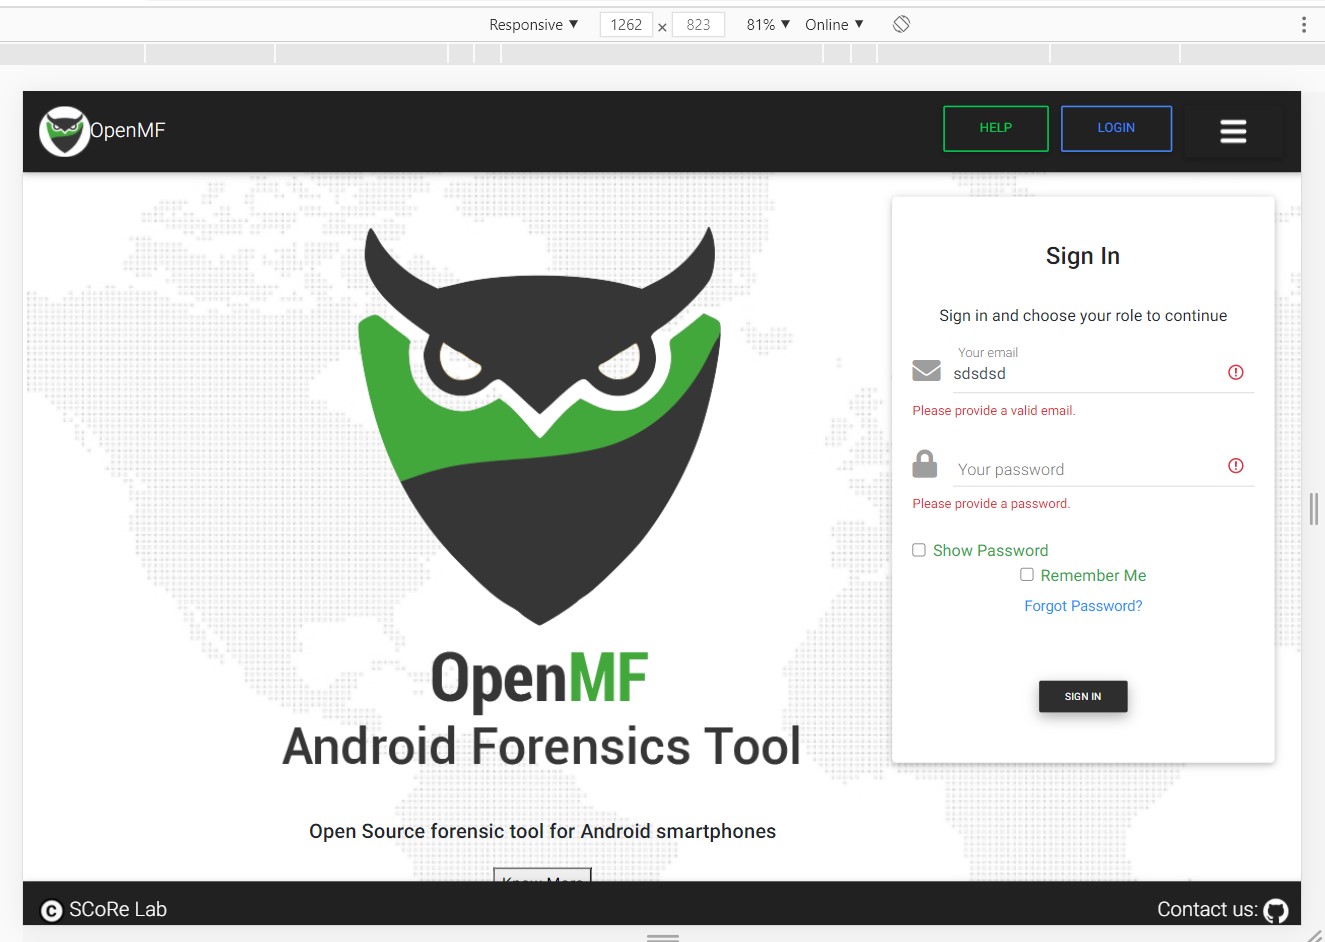 Responsive ▼ 1262 x 823 81% ▼ Online ▼
OpenMF
HELP
LOGIN
Sign In
Sign in and choose your role to continue
Your email
sdsdsd
Please provide a valid email.
Your password
Please provide a password.
Show Password
Remember Me
Forgot Password?
SIGN IN
OpenMF
Android Forensics Tool
Open Source forensic tool for Android smartphones
Know More
© SCoRe Lab
Contact us: